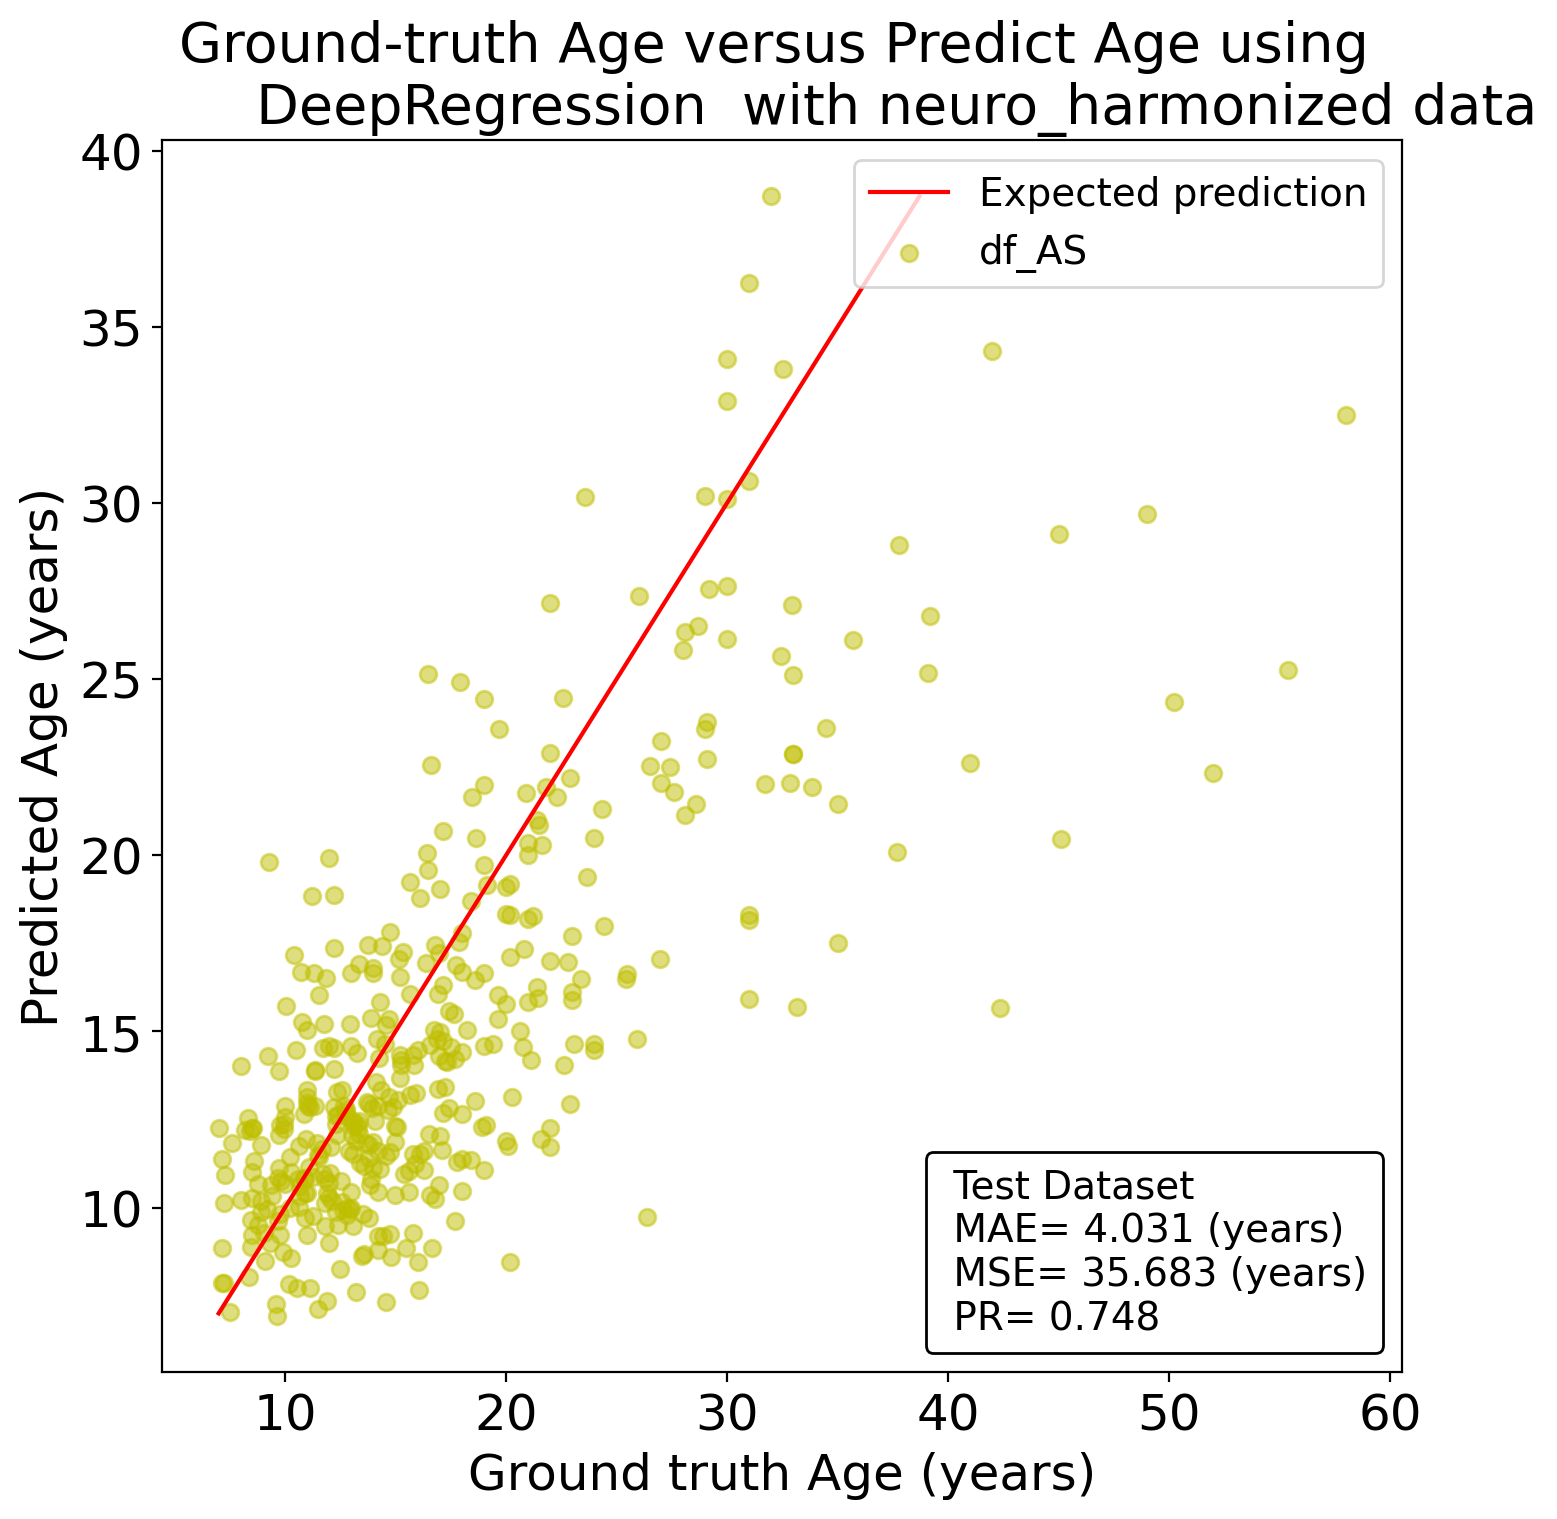 Ground-truth Age versus Predict Age using
DeepRegression  with neuro_harmonized data
40
35
30
25
20
15
10
Predicted Age (years)
Expected prediction
df_AS
Test Dataset
MAE= 4.031 (years)
MSE= 35.683 (years)
PR= 0.748
10 20 30 40 50 60
Ground truth Age (years)